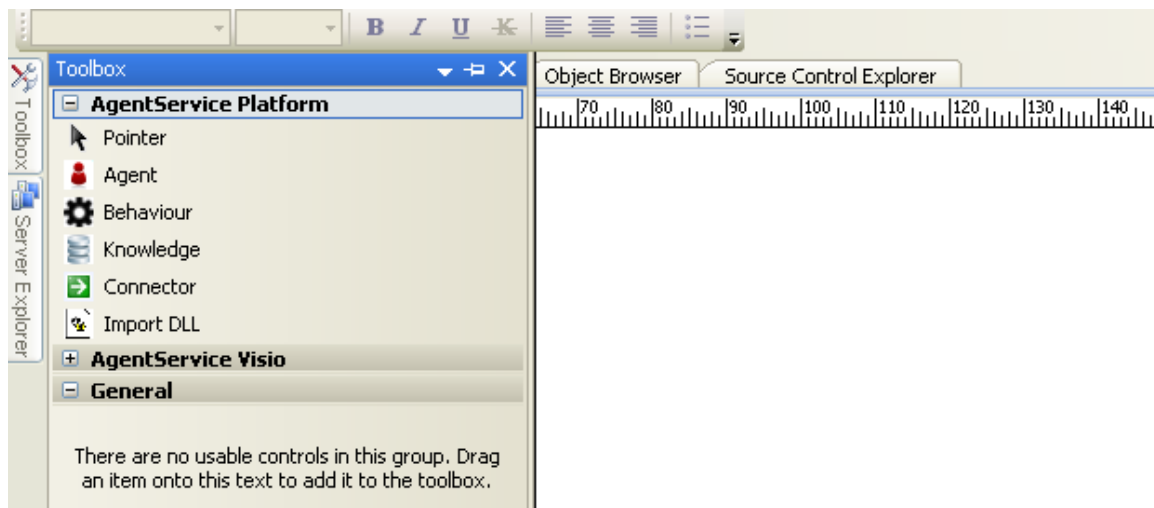 B I U K
Toolbox
Object Browser
Source Control Explorer
AgentService Platform
70 80 90 100 110 120 130 140
Pointer
Agent
Behaviour
Knowledge
Connector
Import DLL
AgentService Visio
General
There are no usable controls in this group. Drag
an item onto this text to add it to the toolbox.
Toolbox
Server Explorer